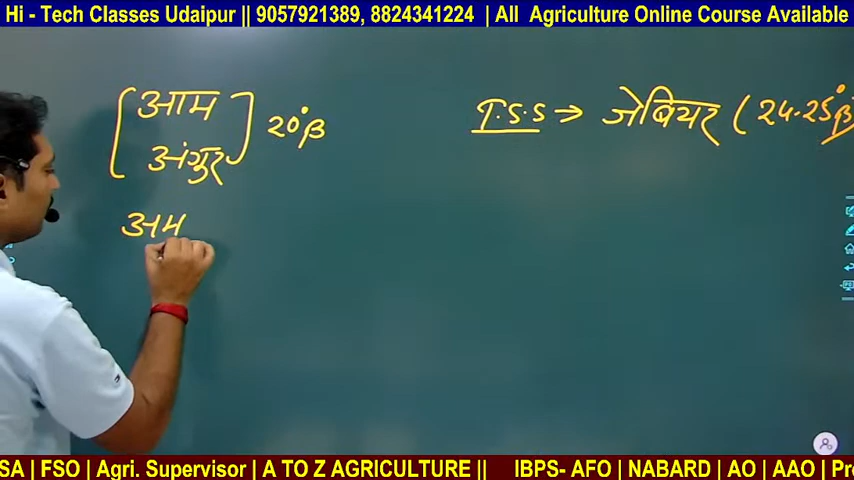 Hi - Tech Classes Udaipur || 9057921389, 8824341224 | All Agriculture Online Course Available
आम
अंगुर
20°β
T.S.S → जेबियर (24-25°β)
अम
SA | FSO | Agri. Supervisor | A TO Z AGRICULTURE || IBPS- AFO | NABARD | AO | AAO | Pr